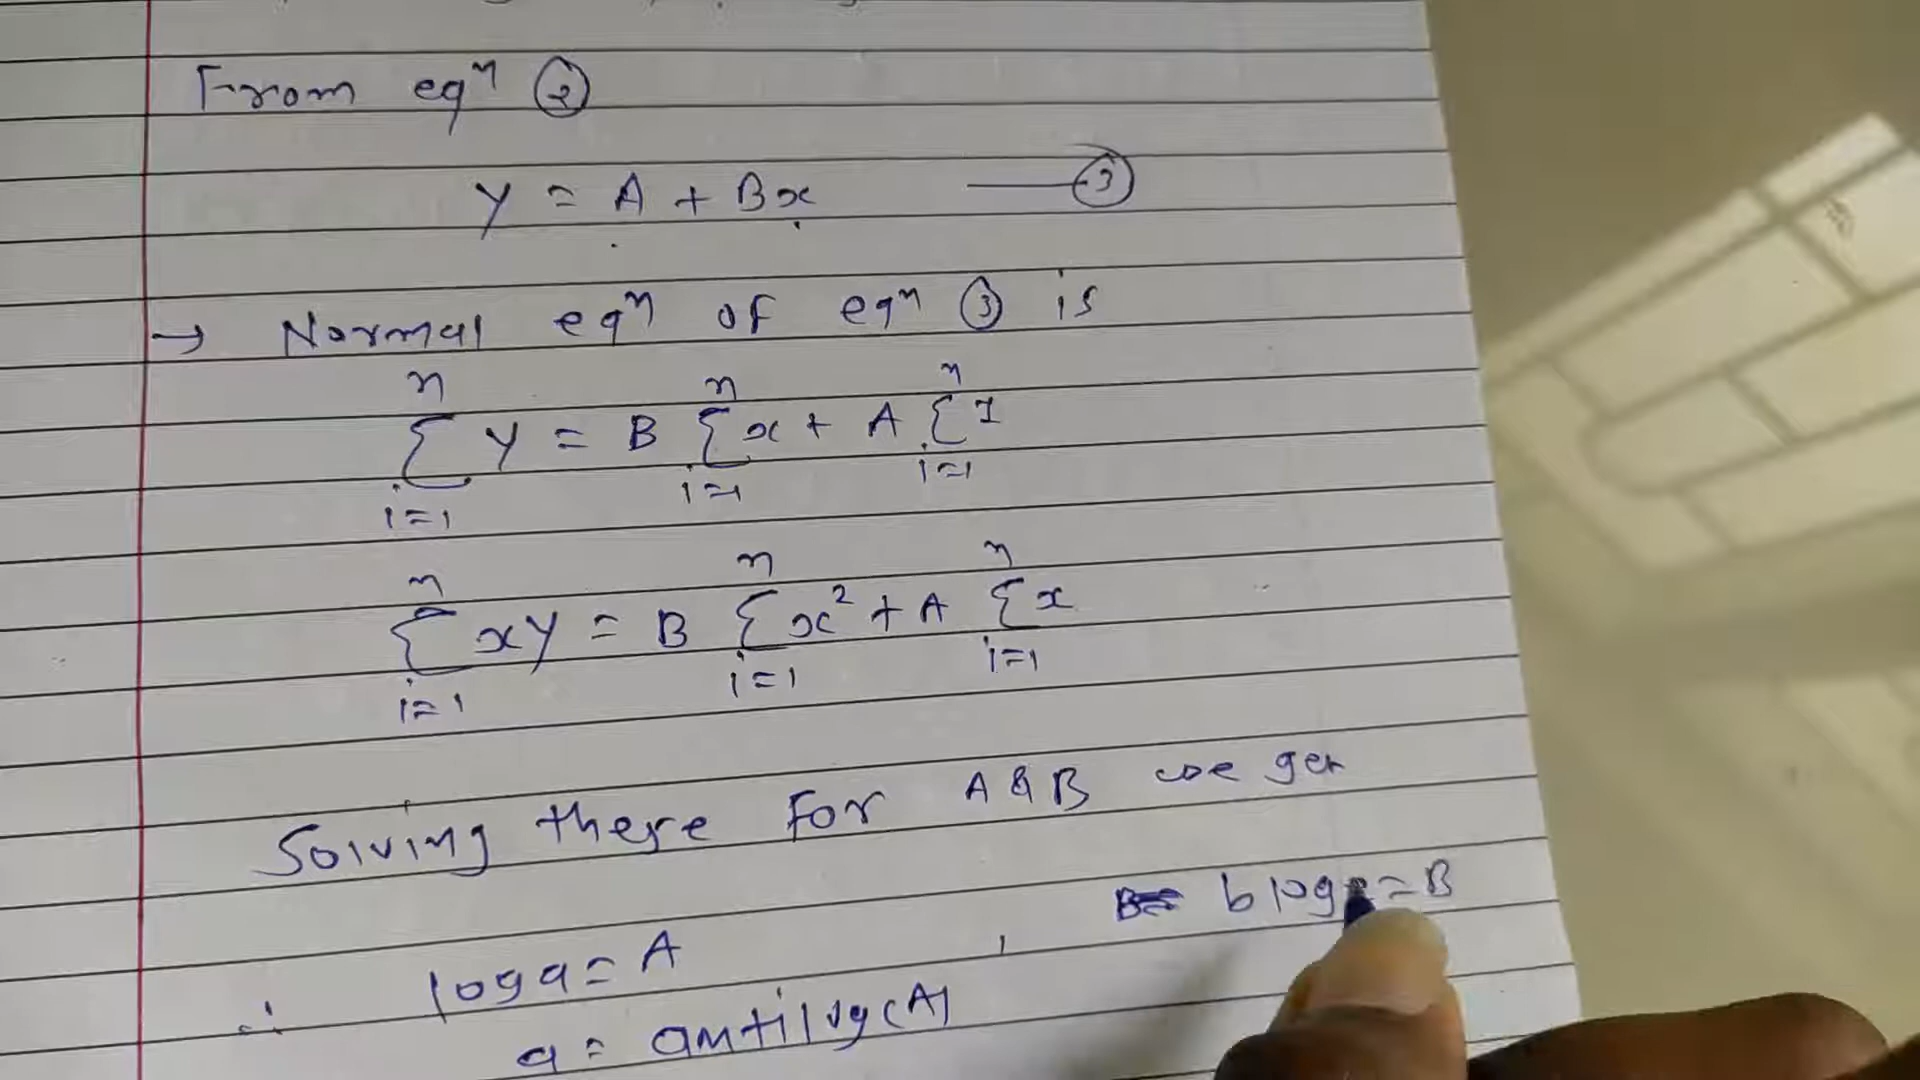 From eqⁿ ②
Y = A + Bx —— ③
→ Normal eqⁿ of eqⁿ ③ is
n n n
∑ Y = B ∑ x + A ∑ 1
i=1 i=1 i=1
n n n
∑ xY = B ∑ x² + A ∑ x
i=1 i=1 i=1
Solving these For A & B we get
∴ log a = A , b log = B
a = antilog(A)